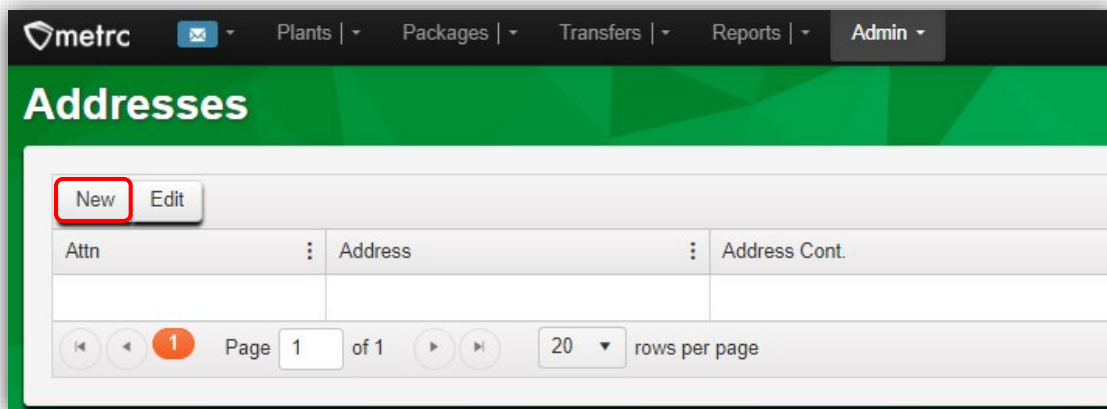 metrc Plants | Packages | Transfers | Reports | Admin
Addresses
New Edit
Attn Address Address Cont.
1 Page 1 of 1 20 rows per page